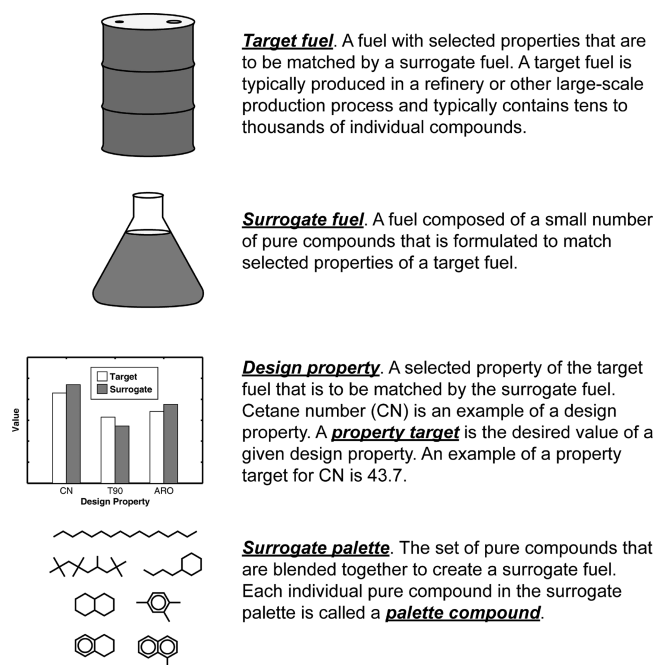 Target fuel. A fuel with selected properties that are
to be matched by a surrogate fuel. A target fuel is
typically produced in a refinery or other large-scale
production process and typically contains tens to
thousands of individual compounds.
Surrogate fuel. A fuel composed of a small number
of pure compounds that is formulated to match
selected properties of a target fuel.
Target
Surrogate
Value
CN T90 ARO
Design Property
Design property. A selected property of the target
fuel that is to be matched by the surrogate fuel.
Cetane number (CN) is an example of a design
property. A property target is the desired value of a
given design property. An example of a property
target for CN is 43.7.
Surrogate palette. The set of pure compounds that
are blended together to create a surrogate fuel.
Each individual pure compound in the surrogate
palette is called a palette compound.